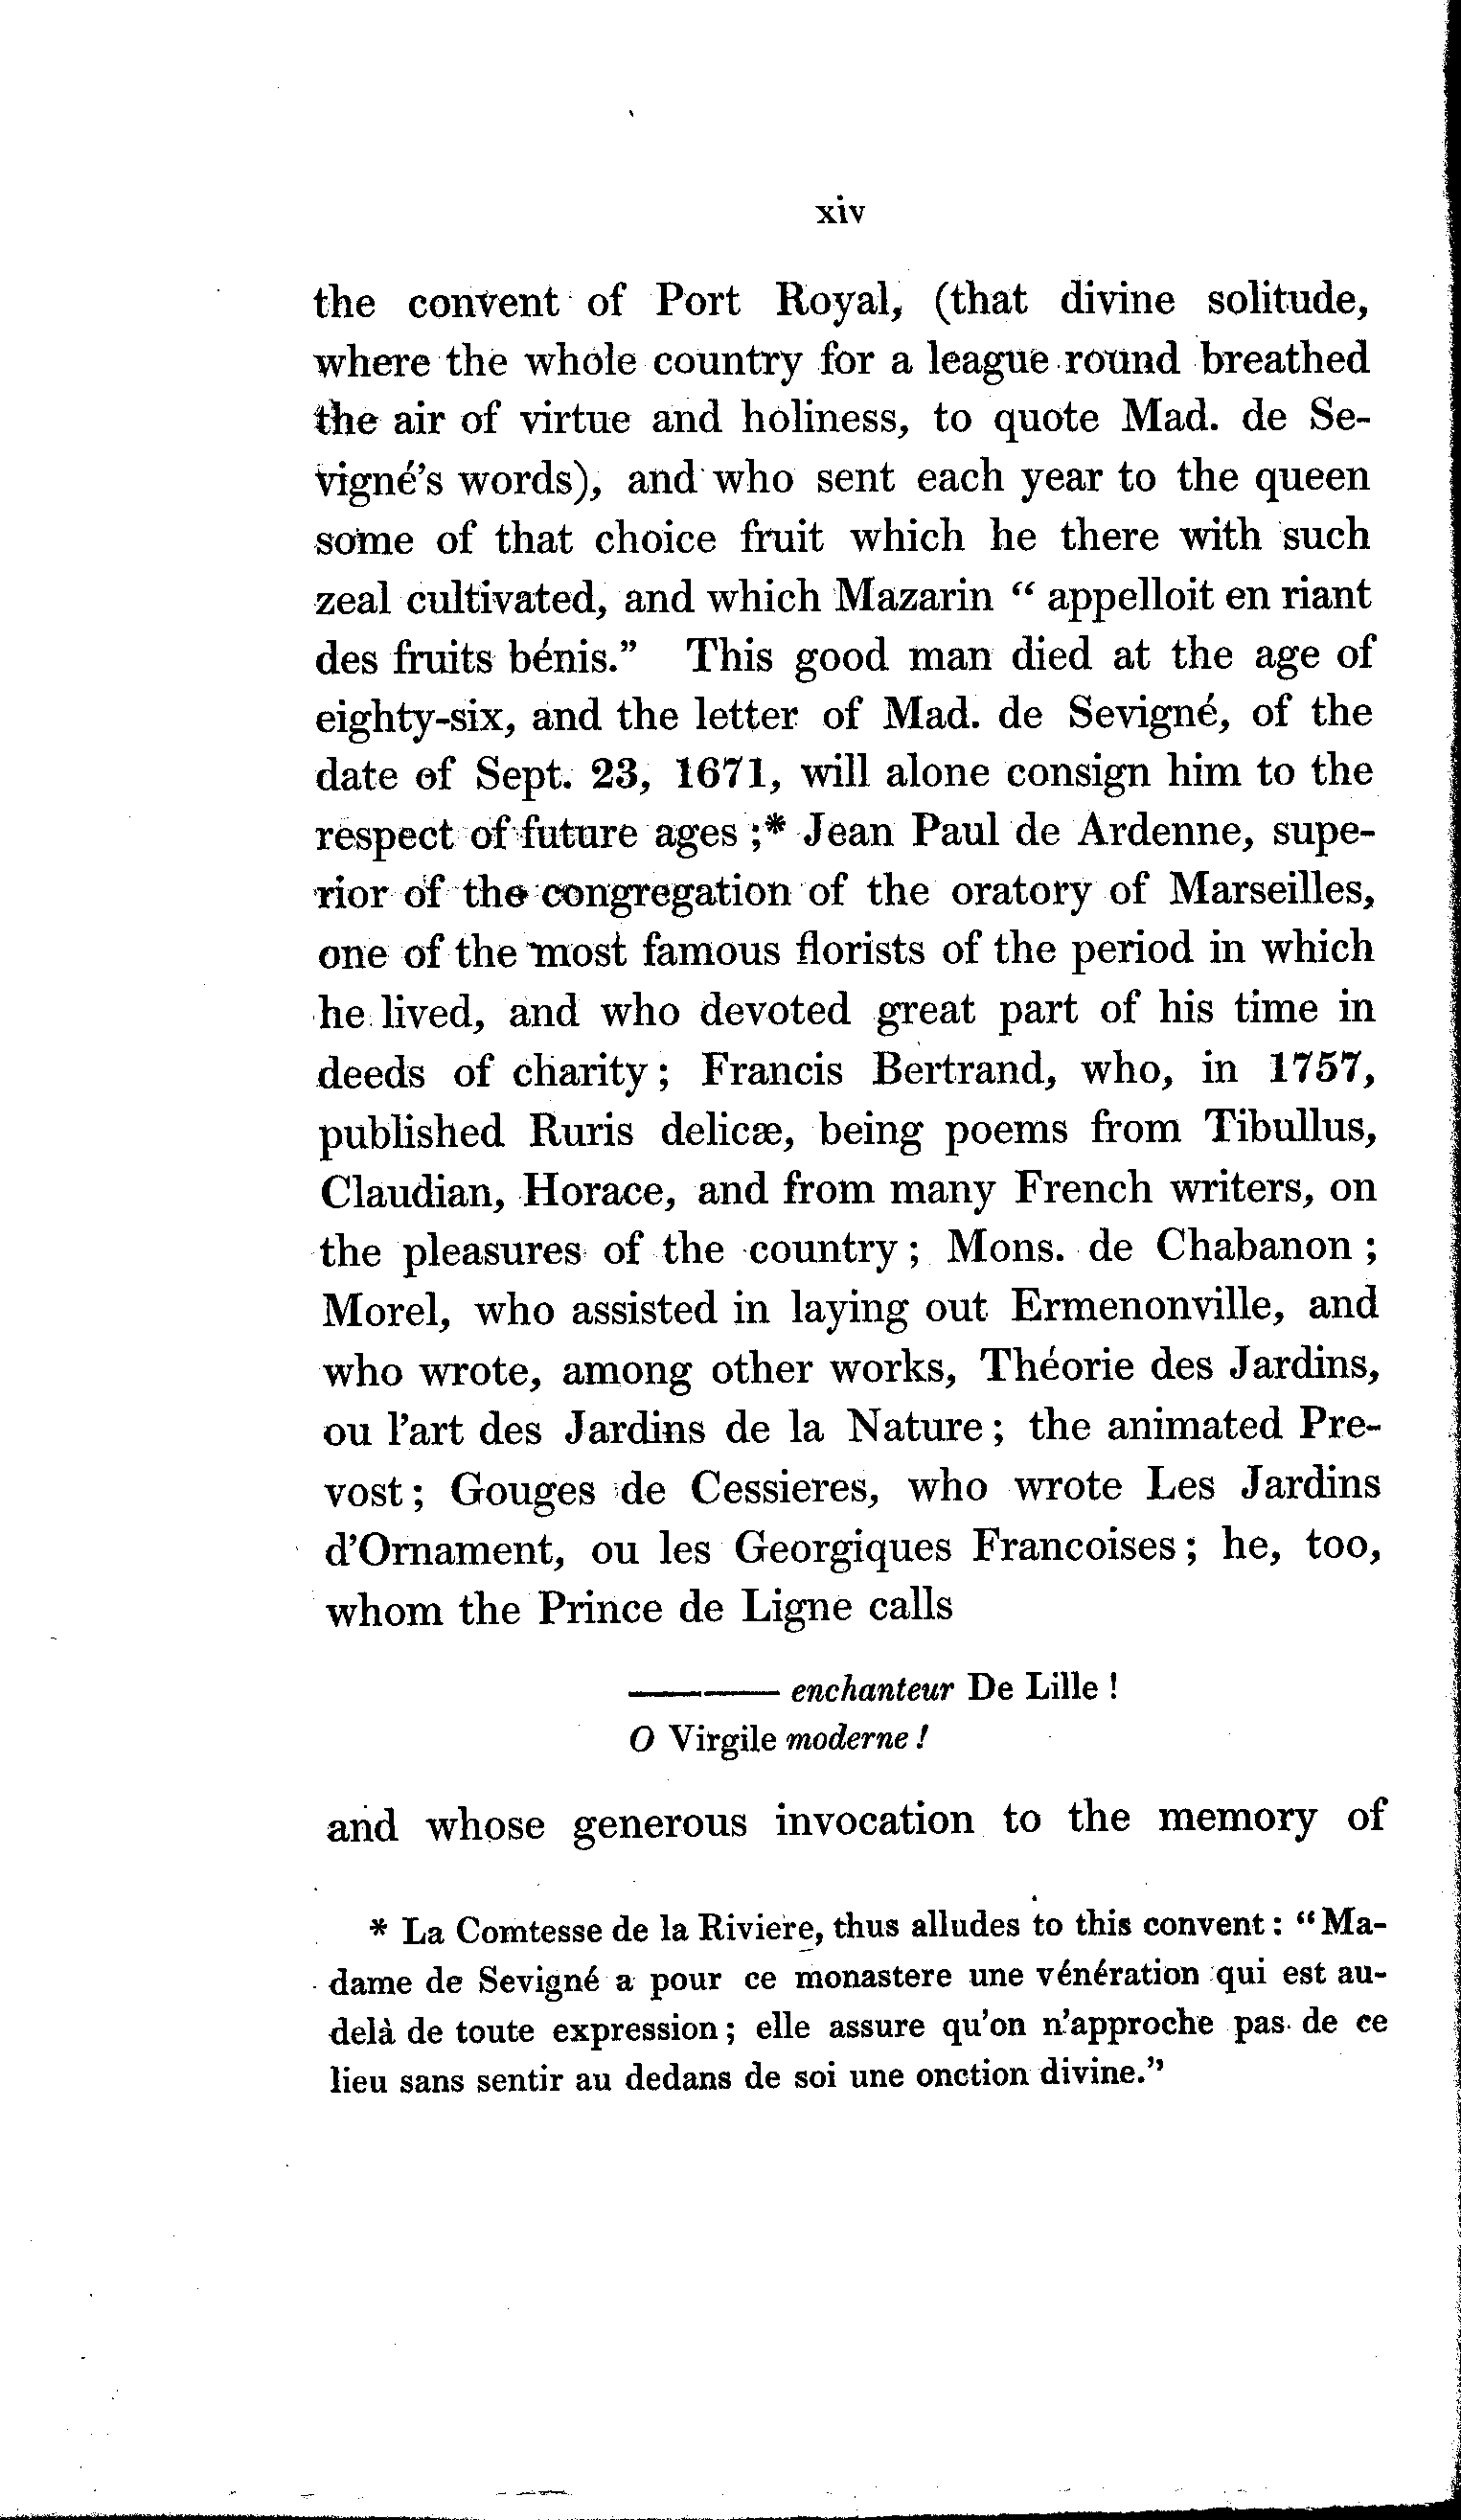 xiv
the convent of Port Royal, (that divine solitude,
where the whole country for a league round breathed
the air of virtue and holiness, to quote Mad. de Se-
vigné's words), and who sent each year to the queen
some of that choice fruit which he there with such
zeal cultivated, and which Mazarin “ appelloit en riant
des fruits bénis.” This good man died at the age of
eighty-six, and the letter of Mad. de Sevigné, of the
date of Sept. 23, 1671, will alone consign him to the
respect of future ages ;* Jean Paul de Ardenne, supe-
rior of the congregation of the oratory of Marseilles,
one of the most famous florists of the period in which
he lived, and who devoted great part of his time in
deeds of charity ; Francis Bertrand, who, in 1757,
published Ruris delicæ, being poems from Tibullus,
Claudian, Horace, and from many French writers, on
the pleasures of the country ; Mons. de Chabanon ;
Morel, who assisted in laying out Ermenonville, and
who wrote, among other works, Théorie des Jardins,
ou l'art des Jardins de la Nature ; the animated Pre-
vost ; Gouges de Cessieres, who wrote Les Jardins
d'Ornament, ou les Georgiques Francoises ; he, too,
whom the Prince de Ligne calls
——— enchanteur De Lille !
O Virgile moderne !
and whose generous invocation to the memory of
* La Comtesse de la Riviere, thus alludes to this convent : “ Ma-
dame de Sevigné a pour ce monastere une vénération qui est au-
delà de toute expression ; elle assure qu'on n'approche pas de ce
lieu sans sentir au dedans de soi une onction divine.”